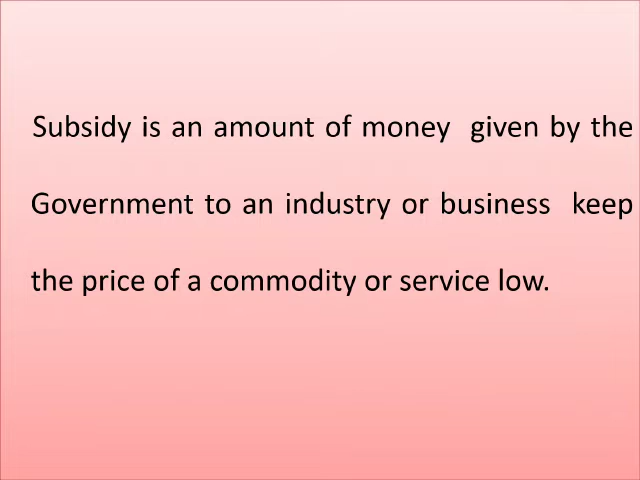 Subsidy is an amount of money  given by the
Government to an industry or business  keep
the price of a commodity or service low.